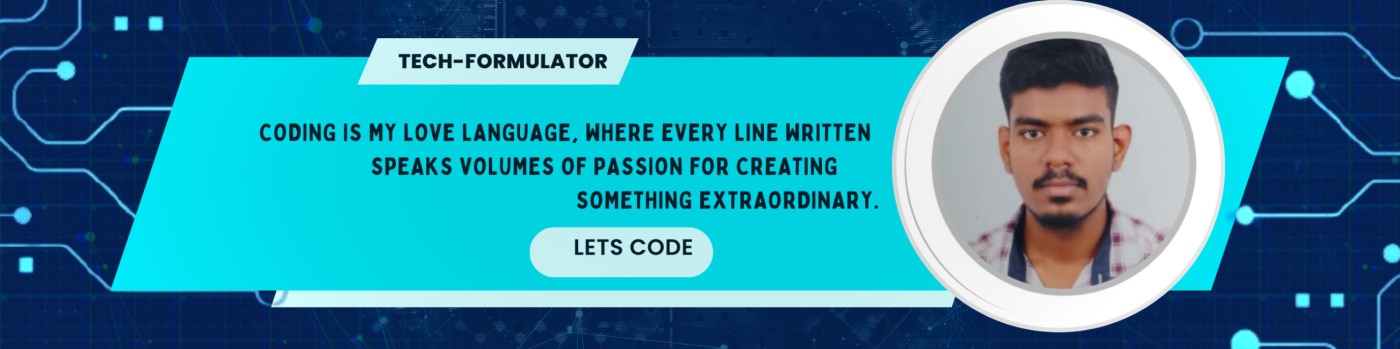 TECH-FORMULATOR
CODING IS MY LOVE LANGUAGE, WHERE EVERY LINE WRITTEN
SPEAKS VOLUMES OF PASSION FOR CREATING
SOMETHING EXTRAORDINARY.
LETS CODE